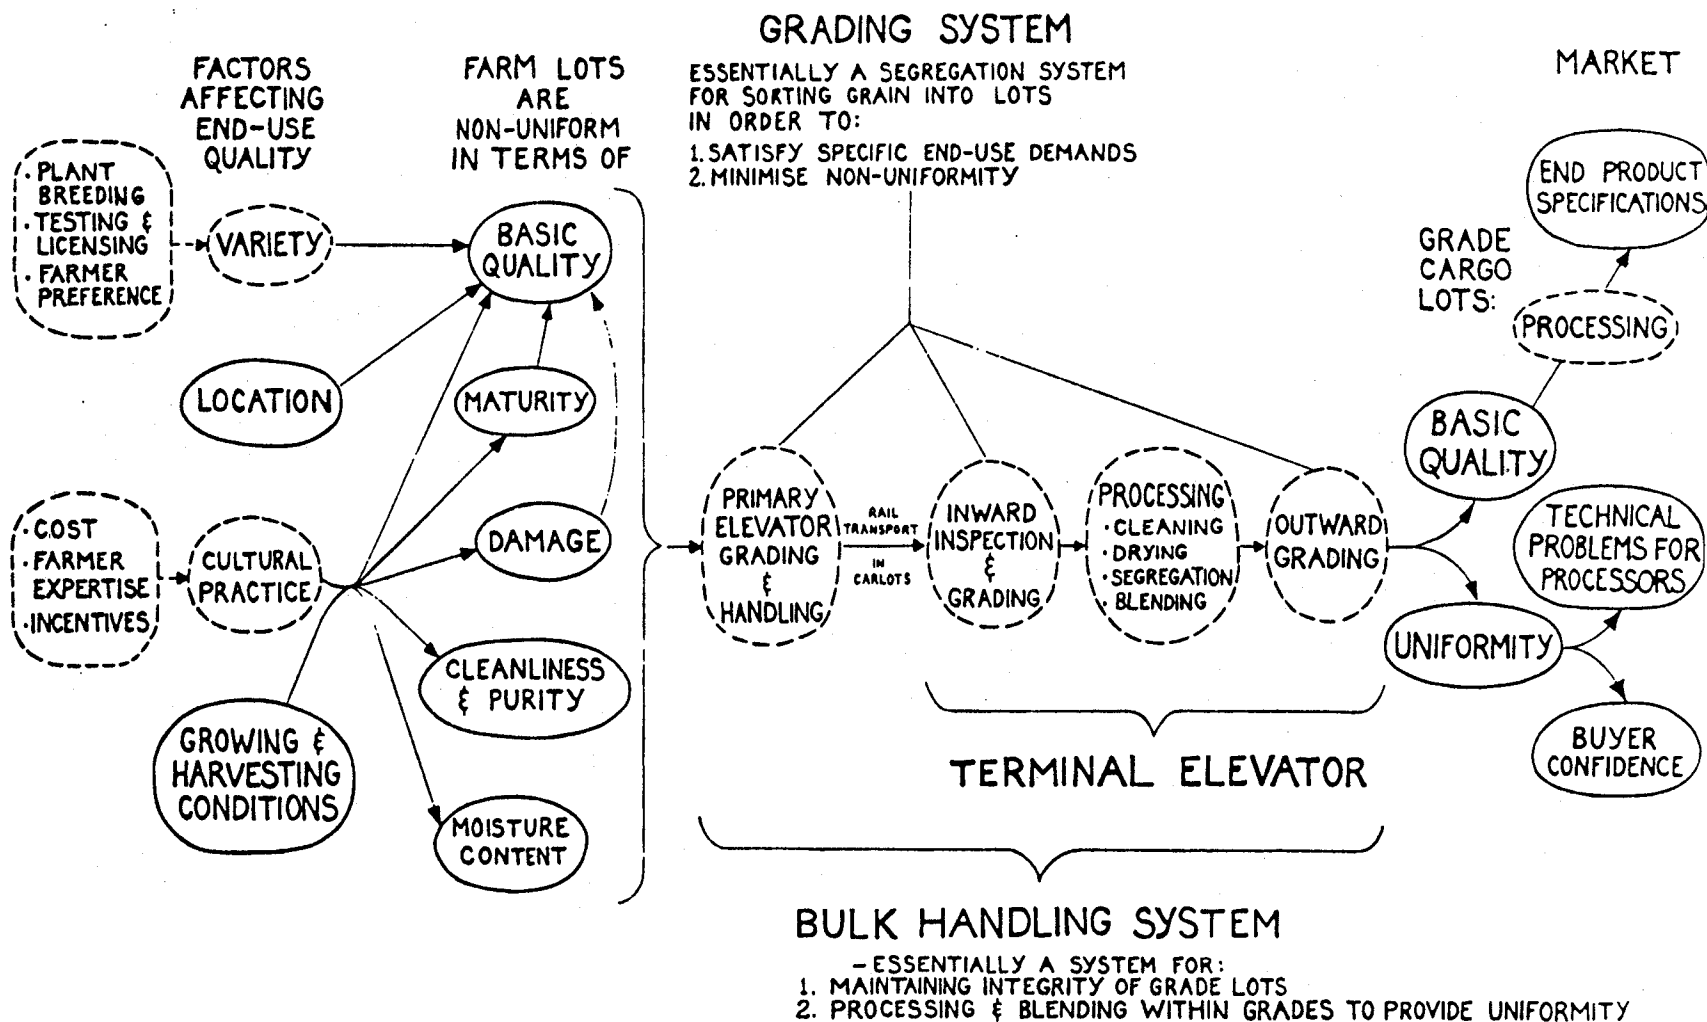 GRADING SYSTEM
ESSENTIALLY A SEGREGATION SYSTEM
FOR SORTING GRAIN INTO LOTS
IN ORDER TO:
1. SATISFY SPECIFIC END-USE DEMANDS
2. MINIMISE NON-UNIFORMITY
FACTORS
AFFECTING
END-USE
QUALITY
FARM LOTS
ARE
NON-UNIFORM
IN TERMS OF
MARKET
· PLANT
BREEDING
· TESTING &
LICENSING
· FARMER
PREFERENCE
VARIETY
BASIC
QUALITY
LOCATION
MATURITY
DAMAGE
· COST
· FARMER
EXPERTISE
· INCENTIVES
CULTURAL
PRACTICE
CLEANLINESS
& PURITY
GROWING &
HARVESTING
CONDITIONS
MOISTURE
CONTENT
PRIMARY
ELEVATOR
GRADING
&
HANDLING
RAIL
TRANSPORT
IN
CARLOTS
INWARD
INSPECTION
&
GRADING
PROCESSING
· CLEANING
· DRYING
· SEGREGATION
· BLENDING
OUTWARD
GRADING
TERMINAL ELEVATOR
BULK HANDLING SYSTEM
- ESSENTIALLY A SYSTEM FOR:
1. MAINTAINING INTEGRITY OF GRADE LOTS
2. PROCESSING & BLENDING WITHIN GRADES TO PROVIDE UNIFORMITY
END PRODUCT
SPECIFICATIONS
GRADE
CARGO
LOTS:
PROCESSING
BASIC
QUALITY
TECHNICAL
PROBLEMS FOR
PROCESSORS
UNIFORMITY
BUYER
CONFIDENCE